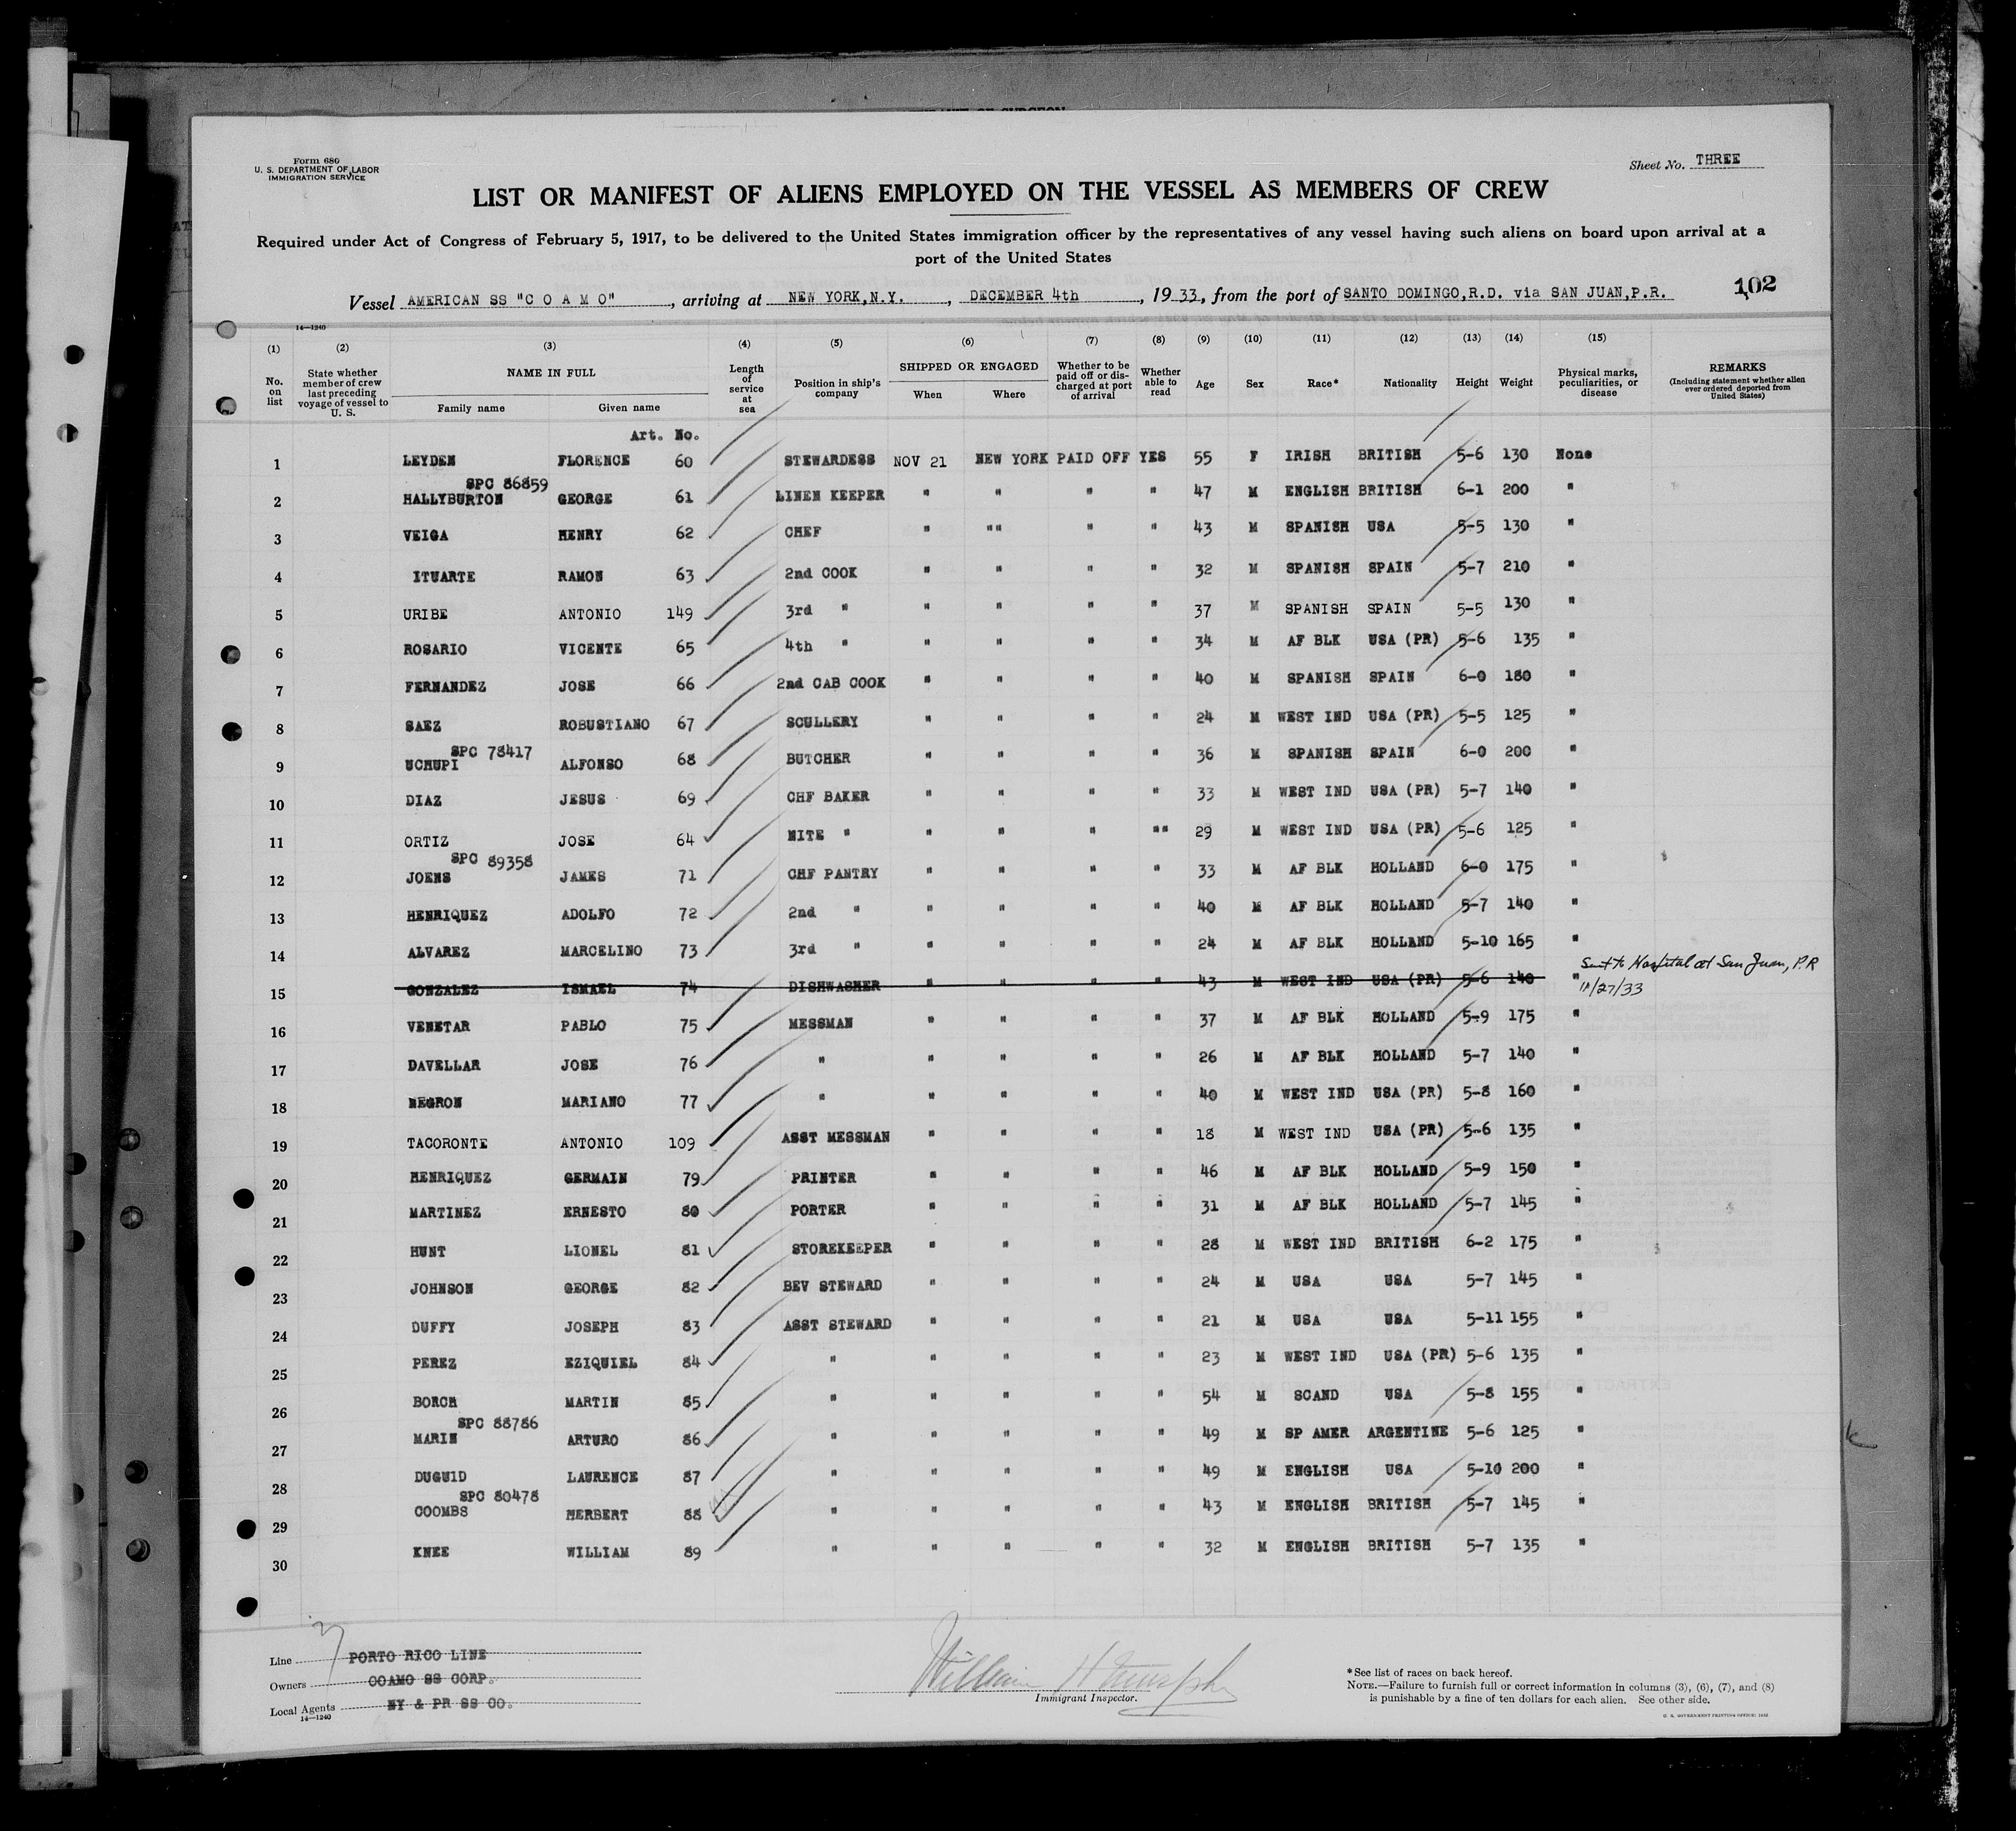 Form 680
U. S. DEPARTMENT OF LABOR
IMMIGRATION SERVICE
Sheet No. THREE
LIST OR MANIFEST OF ALIENS EMPLOYED ON THE VESSEL AS MEMBERS OF CREW
Required under Act of Congress of February 5, 1917, to be delivered to the United States immigration officer by the representatives of any vessel having such aliens on board upon arrival at a
port of the United States
Vessel AMERICAN SS "C O A M O", arriving at NEW YORK,N.Y., DECEMBER 4th, 1933, from the port of SANTO DOMINGO,R.D. via SAN JUAN,P.R.
102
14—1240
(1) No. on list
(2) State whether member of crew last preceding voyage of vessel to U. S.
(3) NAME IN FULL Family name Given name
(4) Length of service at sea
(5) Position in ship's company
(6) SHIPPED OR ENGAGED When Where
(7) Whether to be paid off or discharged at port of arrival
(8) Whether able to read
(9) Age
(10) Sex
(11) Race*
(12) Nationality
(13) Height
(14) Weight
(15) Physical marks, peculiarities, or disease
REMARKS (Including statement whether alien ever ordered deported from United States)
Art. No.
1 LEYDEN FLORENCE 60 STEWARDESS NOV 21 NEW YORK PAID OFF YES 55 F IRISH BRITISH 5-6 130 None
SPC 86859
2 HALLYBURTON GEORGE 61 LINEN KEEPER " " " " 47 M ENGLISH BRITISH 6-1 200 "
3 VEIGA HENRY 62 CHEF " "" " " 43 M SPANISH USA 5-5 130 "
4 ITUARTE RAMON 63 2nd COOK " " " " 32 M SPANISH SPAIN 5-7 210 "
5 URIBE ANTONIO 149 3rd " " " " " 37 M SPANISH SPAIN 5-5 130 "
6 ROSARIO VICENTE 65 4th " " " " " 34 M AF BLK USA (PR) 5-6 135 "
7 FERNANDEZ JOSE 66 2nd CAB COOK " " " " 40 M SPANISH SPAIN 6-0 180 "
8 SAEZ ROBUSTIANO 67 SCULLERY " " " " 24 M WEST IND USA (PR) 5-5 125 "
SPC 78417
9 UCHUPI ALFONSO 68 BUTCHER " " " " 36 M SPANISH SPAIN 6-0 200 "
10 DIAZ JESUS 69 CHF BAKER " " " " 33 M WEST IND USA (PR) 5-7 140 "
11 ORTIZ JOSE 64 NITE " " " " "" 29 M WEST IND USA (PR) 5-6 125 "
SPC 89358
12 JOENS JAMES 71 CHF PANTRY " " " " 33 M AF BLK HOLLAND 6-0 175 "
13 HENRIQUEZ ADOLFO 72 2nd " " " " " 40 M AF BLK HOLLAND 5-7 140 "
14 ALVAREZ MARCELINO 73 3rd " " " " " 24 M AF BLK HOLLAND 5-10 165 "
15 GONZALEZ ISMAEL 74 DISHWASHER " " " " 43 M WEST IND USA (PR) 5-6 140 " Sent to Hospital at San Juan, P.R
11/27/33
16 VENETAR PABLO 75 MESSMAN " " " " 37 M AF BLK HOLLAND 5-9 175 "
17 DAVELLAR JOSE 76 " " " " " 26 M AF BLK HOLLAND 5-7 140 "
18 NEGRON MARIANO 77 " " " " " 40 M WEST IND USA (PR) 5-8 160 "
19 TACORONTE ANTONIO 109 ASST MESSMAN " " " " 18 M WEST IND USA (PR) 5-6 135 "
20 HENRIQUEZ GERMAIN 79 PRINTER " " " " 46 M AF BLK HOLLAND 5-9 150 "
21 MARTINEZ ERNESTO 80 PORTER " " " " 31 M AF BLK HOLLAND 5-7 145 "
22 HUNT LIONEL 81 STOREKEEPER " " " " 28 M WEST IND BRITISH 6-2 175 "
23 JOHNSON GEORGE 82 BEV STEWARD " " " " 24 M USA USA 5-7 145 "
24 DUFFY JOSEPH 83 ASST STEWARD " " " " 21 M USA USA 5-11 155 "
25 PEREZ EZIQUIEL 84 " " " " " 23 M WEST IND USA (PR) 5-6 135 "
26 BORCH MARTIN 85 " " " " " 54 M SCAND USA 5-8 155 "
SPC 88786
27 MARIN ARTURO 86 " " " " " 49 M SP AMER ARGENTINE 5-6 125 "
28 DUGUID LAURENCE 87 " " " " " 49 M ENGLISH USA 5-10 200 "
SPC 80478
29 COOMBS HERBERT 88 " " " " " 43 M ENGLISH BRITISH 5-7 145 "
30 KNEE WILLIAM 89 " " " " " 32 M ENGLISH BRITISH 5-7 135 "
Line PORTO RICO LINE
Owners COAMO SS CORP.
Local Agents NY & PR SS CO.
14—1240
William H
Immigrant Inspector.
*See list of races on back hereof.
NOTE.—Failure to furnish full or correct information in columns (3), (6), (7), and (8)
is punishable by a fine of ten dollars for each alien. See other side.
U. S. GOVERNMENT PRINTING OFFICE: 1932